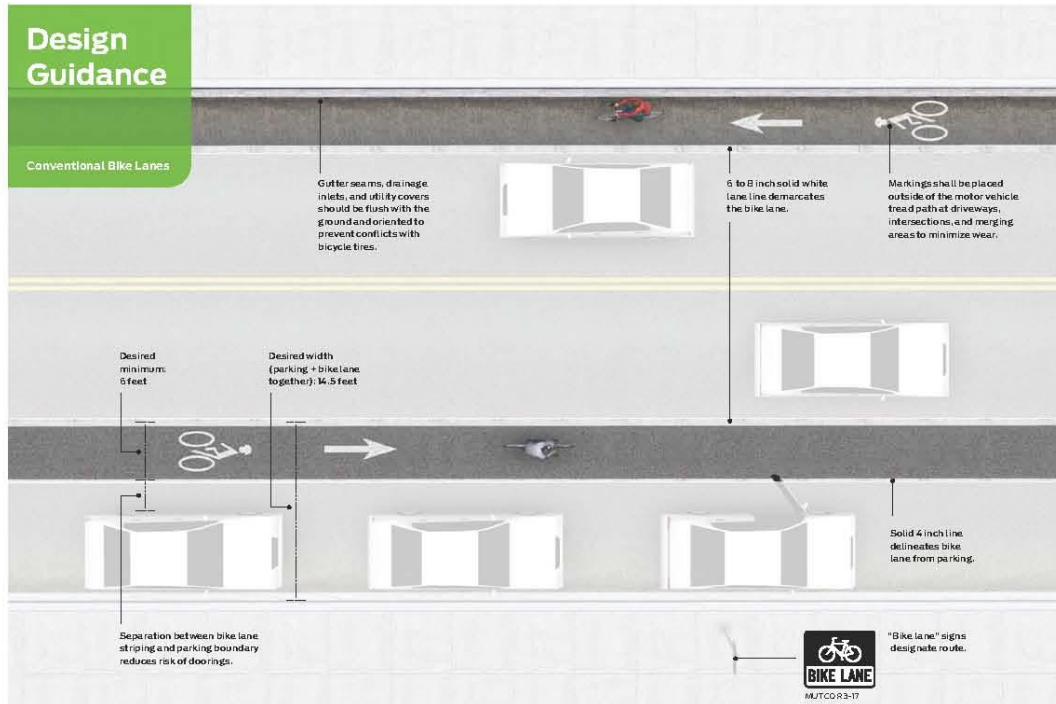 Design
Guidance
Conventional Bike Lanes
Gutter seams, drainage
inlets, and utility covers
should be flush with the
ground and oriented to
prevent conflicts with
bicycle tires.
6 to 8 inch solid white
lane line demarcates
the bike lane.
Markings shall be placed
outside of the motor vehicle
tread path at driveways,
intersections, and merging
areas to minimize wear.
Desired
minimum:
6 feet
Desired width
(parking + bike lane
together): 14.5 feet
Solid 4 inch line
delineates bike
lane from parking.
Separation between bike lane
striping and parking boundary
reduces risk of doorings.
BIKE LANE
MUTCD R3-17
"Bike lane" signs
designate route.